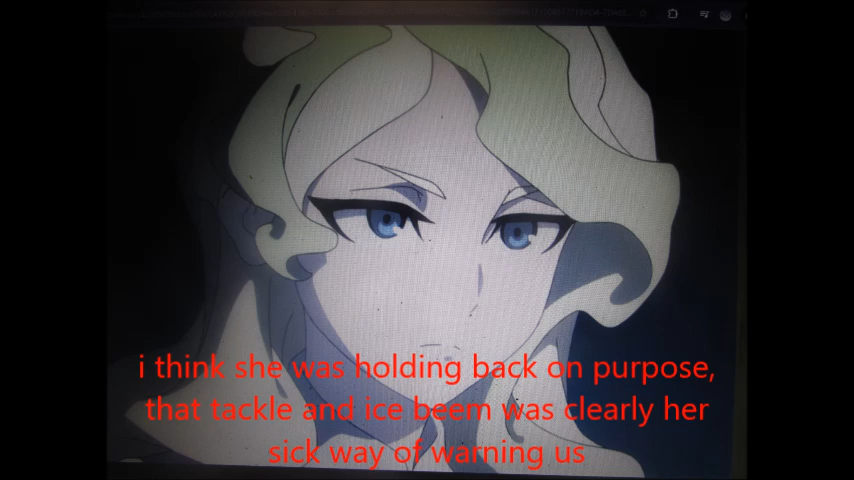 i think she was holding back on purpose,
that tackle and ice beem was clearly her
sick way of warning us